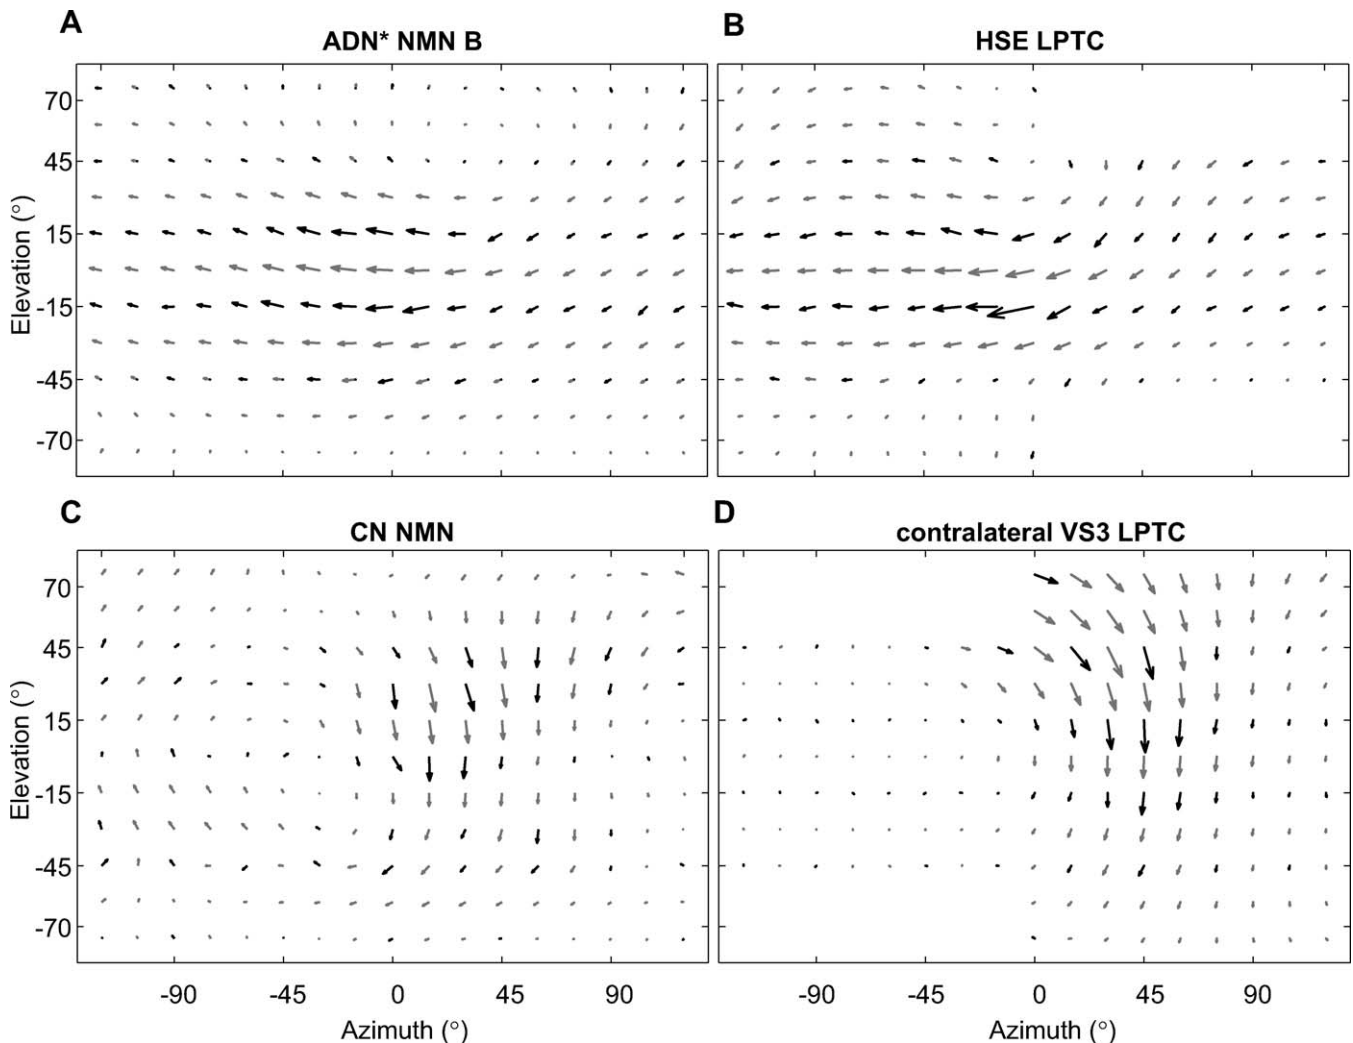 A
ADN* NMN B
B
HSE LPTC
70
45
15
-15
-45
-70
Elevation (°)
C
CN NMN
D
contralateral VS3 LPTC
70
45
15
-15
-45
-70
Elevation (°)
-90 -45 0 45 90
-90 -45 0 45 90
Azimuth (°)
Azimuth (°)